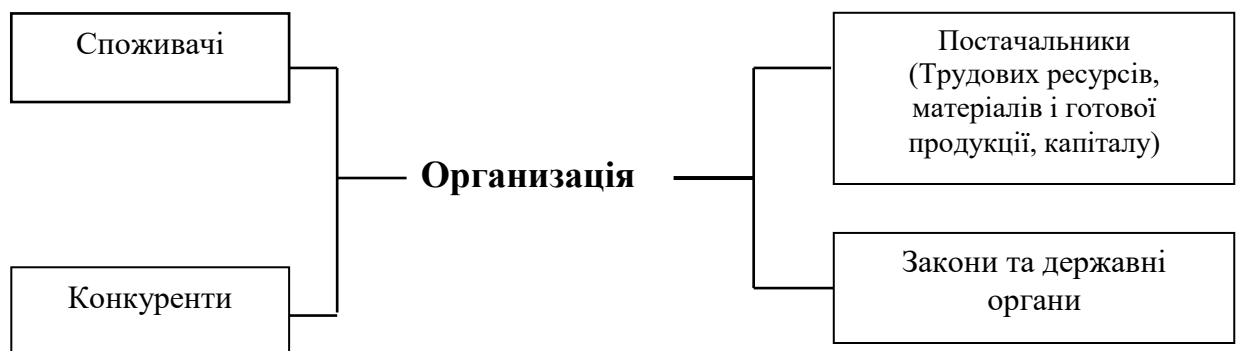 Споживачі
Постачальники
(Трудових ресурсів,
матеріалів і готової
продукції, капіталу)
Организація
Конкуренти
Закони та державні
органи